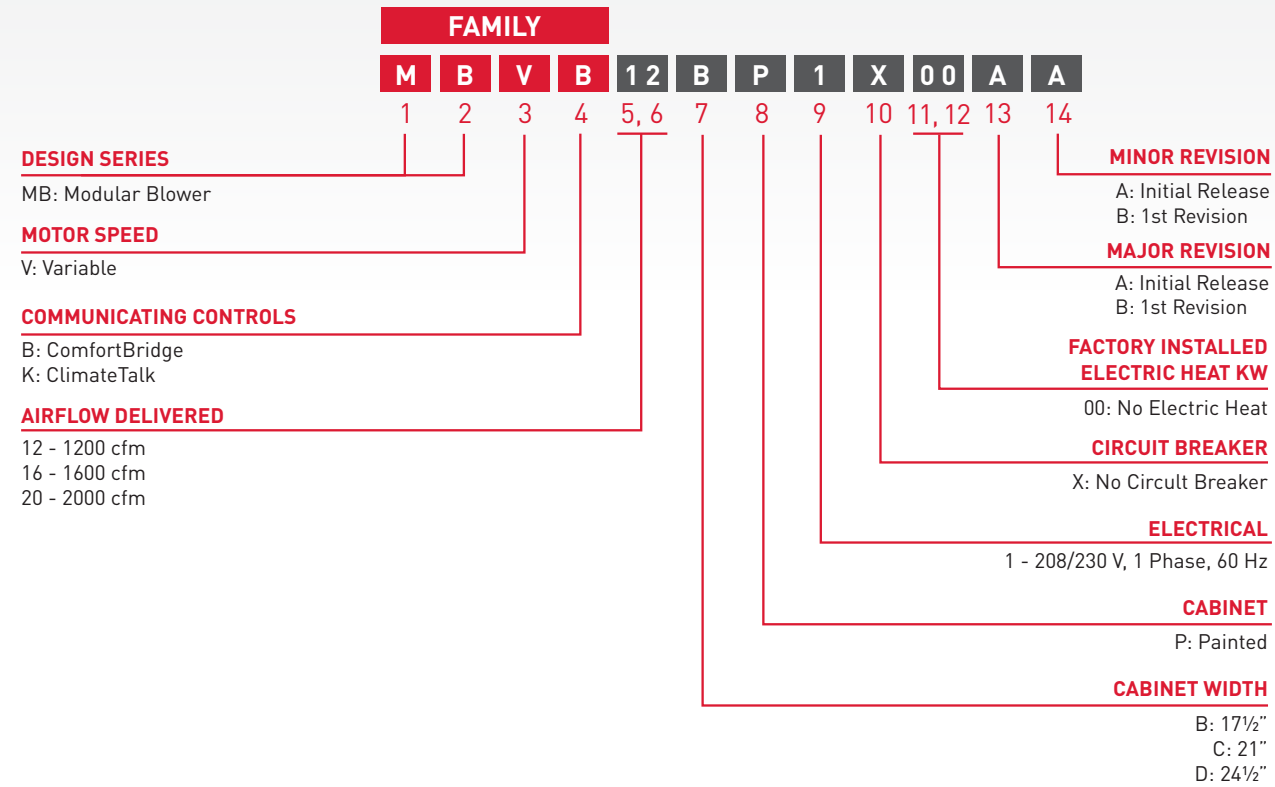 FAMILY
M B V B 12 B P 1 X 00 A A
1 2 3 4 5, 6 7 8 9 10 11, 12 13 14
DESIGN SERIES
MB: Modular Blower
MOTOR SPEED
V: Variable
COMMUNICATING CONTROLS
B: ComfortBridge
K: ClimateTalk
AIRFLOW DELIVERED
12 - 1200 cfm
16 - 1600 cfm
20 - 2000 cfm
MINOR REVISION
A: Initial Release
B: 1st Revision
MAJOR REVISION
A: Initial Release
B: 1st Revision
FACTORY INSTALLED
ELECTRIC HEAT KW
00: No Electric Heat
CIRCUIT BREAKER
X: No Circult Breaker
ELECTRICAL
1 - 208/230 V, 1 Phase, 60 Hz
CABINET
P: Painted
CABINET WIDTH
B: 17½”
C: 21”
D: 24½”